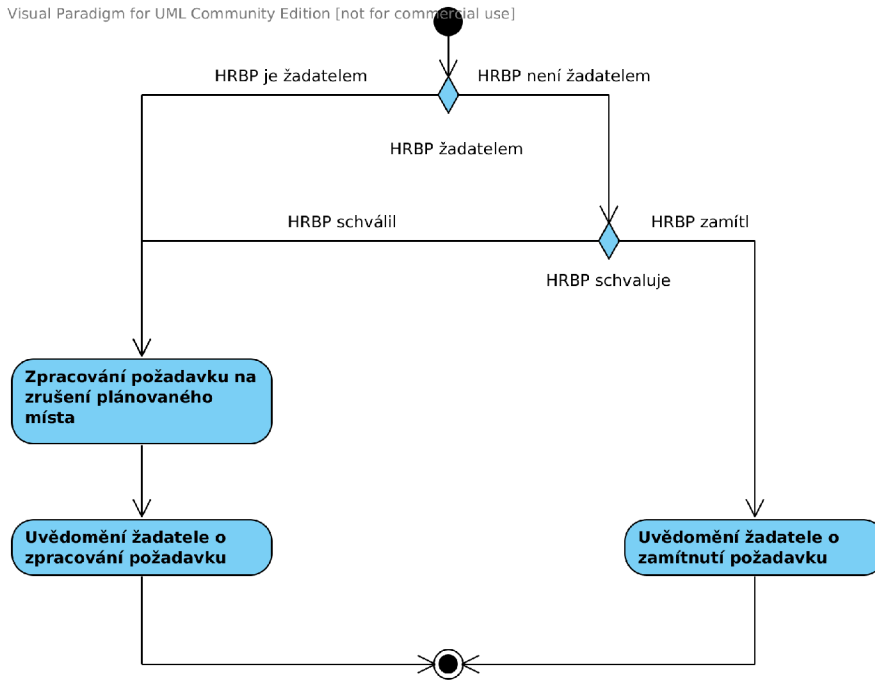 Visual Paradigm for UML Community Edition [not for commercial use]
HRBP je žadatelem
HRBP není žadatelem
HRBP žadatelem
HRBP schválil
HRBP zamítl
HRBP schvaluje
Zpracování požadavku na
zrušení plánovaného
místa
Uvědomění žadatele o
zpracování požadavku
Uvědomění žadatele o
zamítnutí požadavku